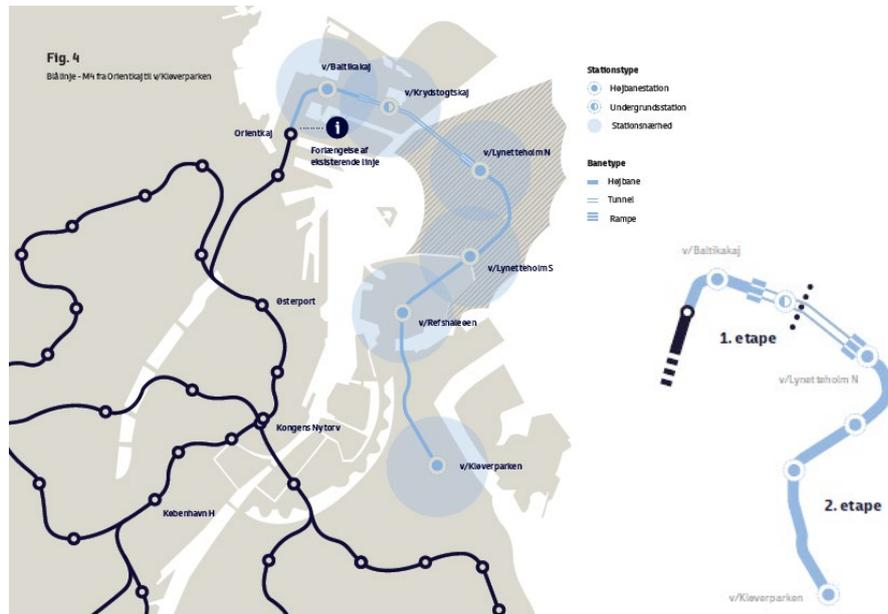 Fig. 4
Blå linje - M4 fra Orientkaj til v/Kløverparken
v/Baltikakaj
v/Krydstogtskaj
Orientkaj
i
Forlængelse af
eksisterende linje
v/Lynetteholm N
v/Lynetteholm S
Østerport
v/Refshaleøen
Kongens Nytorv
v/Kløverparken
København H
Stationstype
Højbanestation
Undergrundsstation
Stationsnærhed
Banetype
Højbane
Tunnel
Rampe
v/Baltikakaj
1. etape
v/Lynetteholm N
2. etape
v/Kløverparken